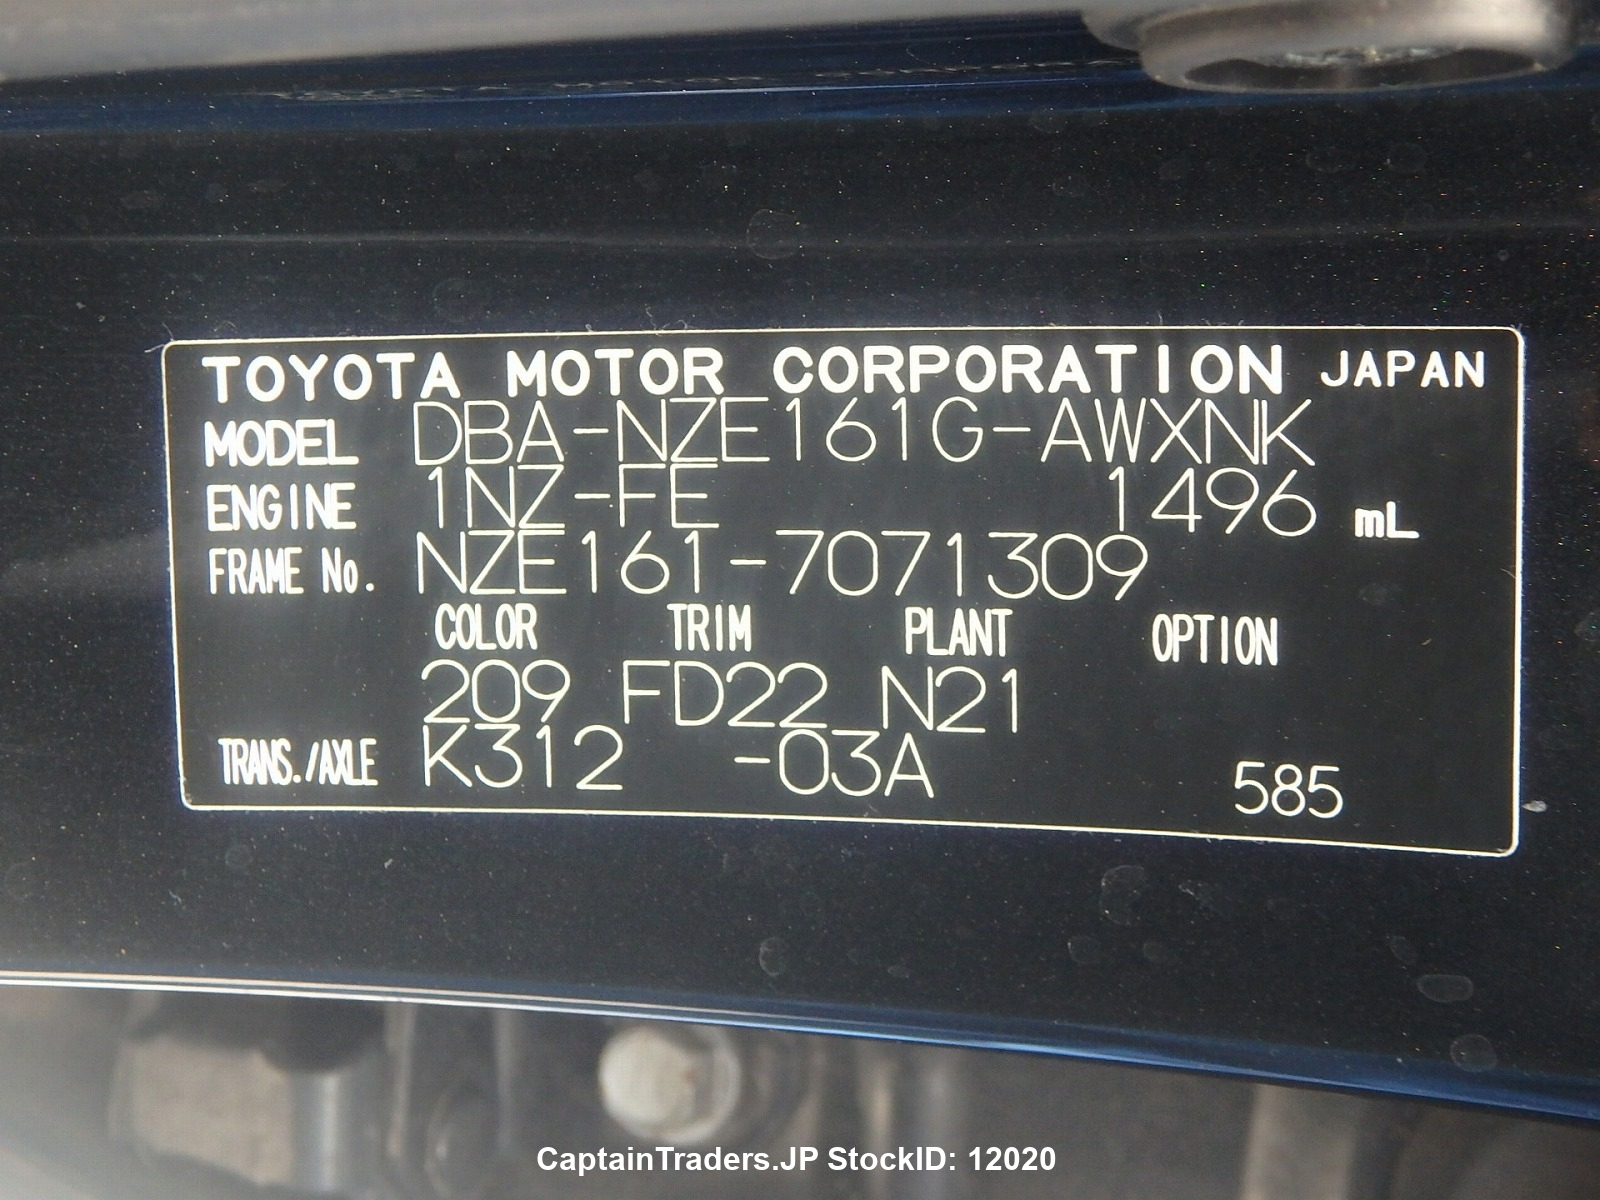 TOYOTA MOTOR CORPORATION JAPAN
MODEL DBA-NZE161G-AWXNK
ENGINE 1NZ-FE 1496 mL
FRAME No. NZE161-7071309
COLOR TRIM PLANT OPTION
209 FD22 N21
TRANS./AXLE K312 -03A 585
CaptainTraders.JP StockID: 12020